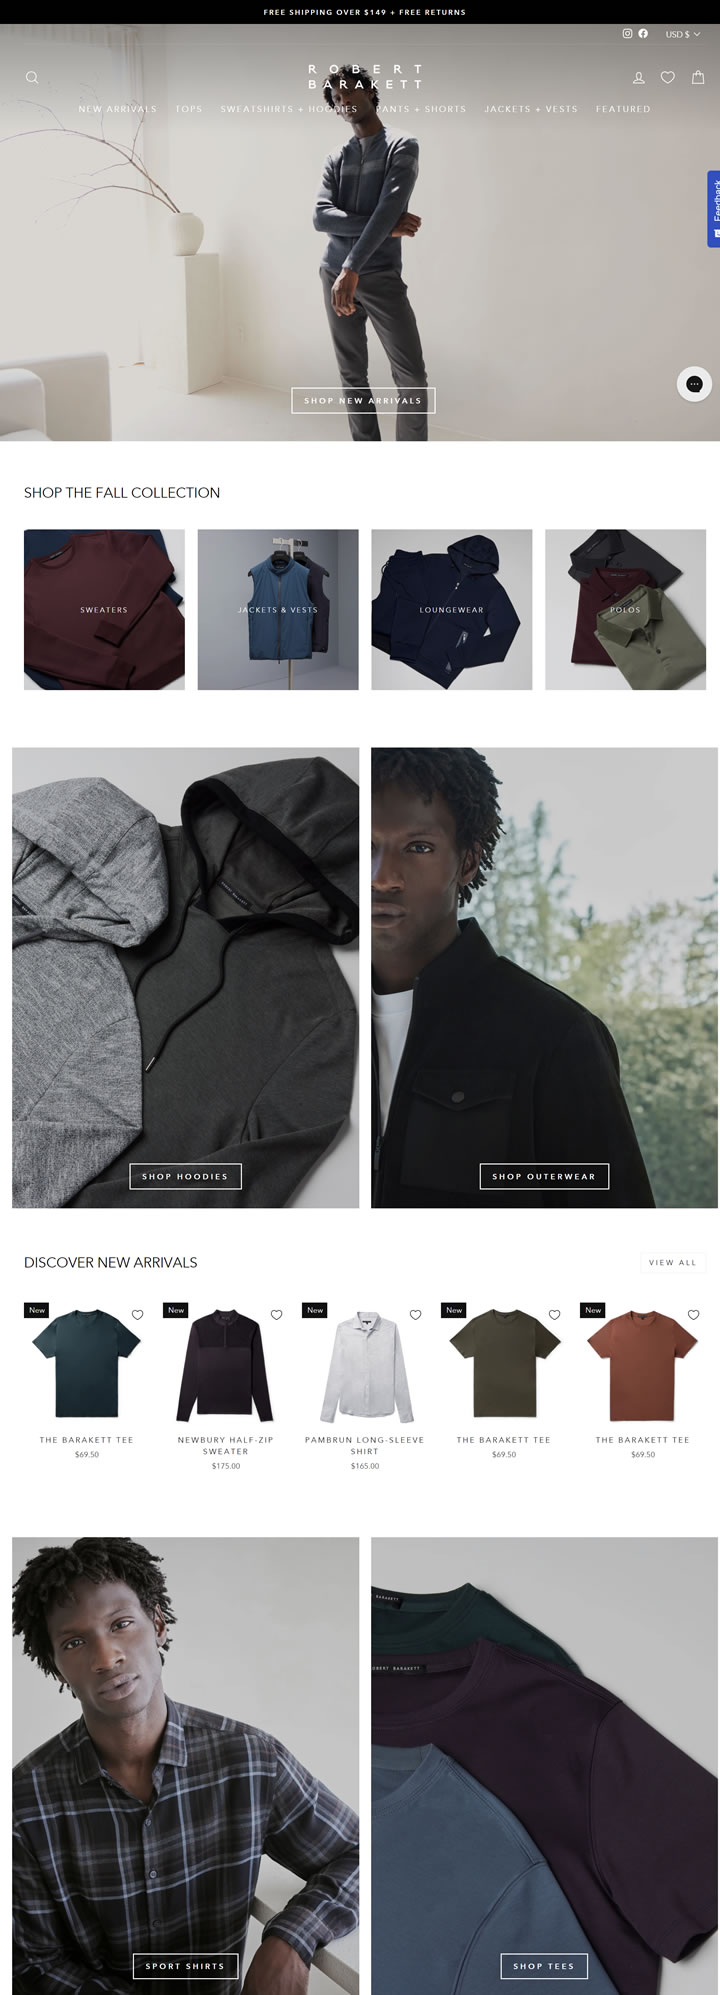 FREE SHIPPING OVER $149 + FREE RETURNS
USD $
ROBERT
BARAKETT
NEW ARRIVALS TOPS SWEATSHIRTS + HOODIES PANTS + SHORTS JACKETS + VESTS FEATURED
Feedback
SHOP NEW ARRIVALS
SHOP THE FALL COLLECTION
SWEATERS
JACKETS & VESTS
LOUNGEWEAR
POLOS
SHOP HOODIES
SHOP OUTERWEAR
DISCOVER NEW ARRIVALS
VIEW ALL
New
New
New
New
New
THE BARAKETT TEE
$69.50
NEWBURY HALF-ZIP
SWEATER
$175.00
PAMBRUN LONG-SLEEVE
SHIRT
$165.00
THE BARAKETT TEE
$69.50
THE BARAKETT TEE
$69.50
BARAKETT
ROBERT BARAKETT
SPORT SHIRTS
SHOP TEES